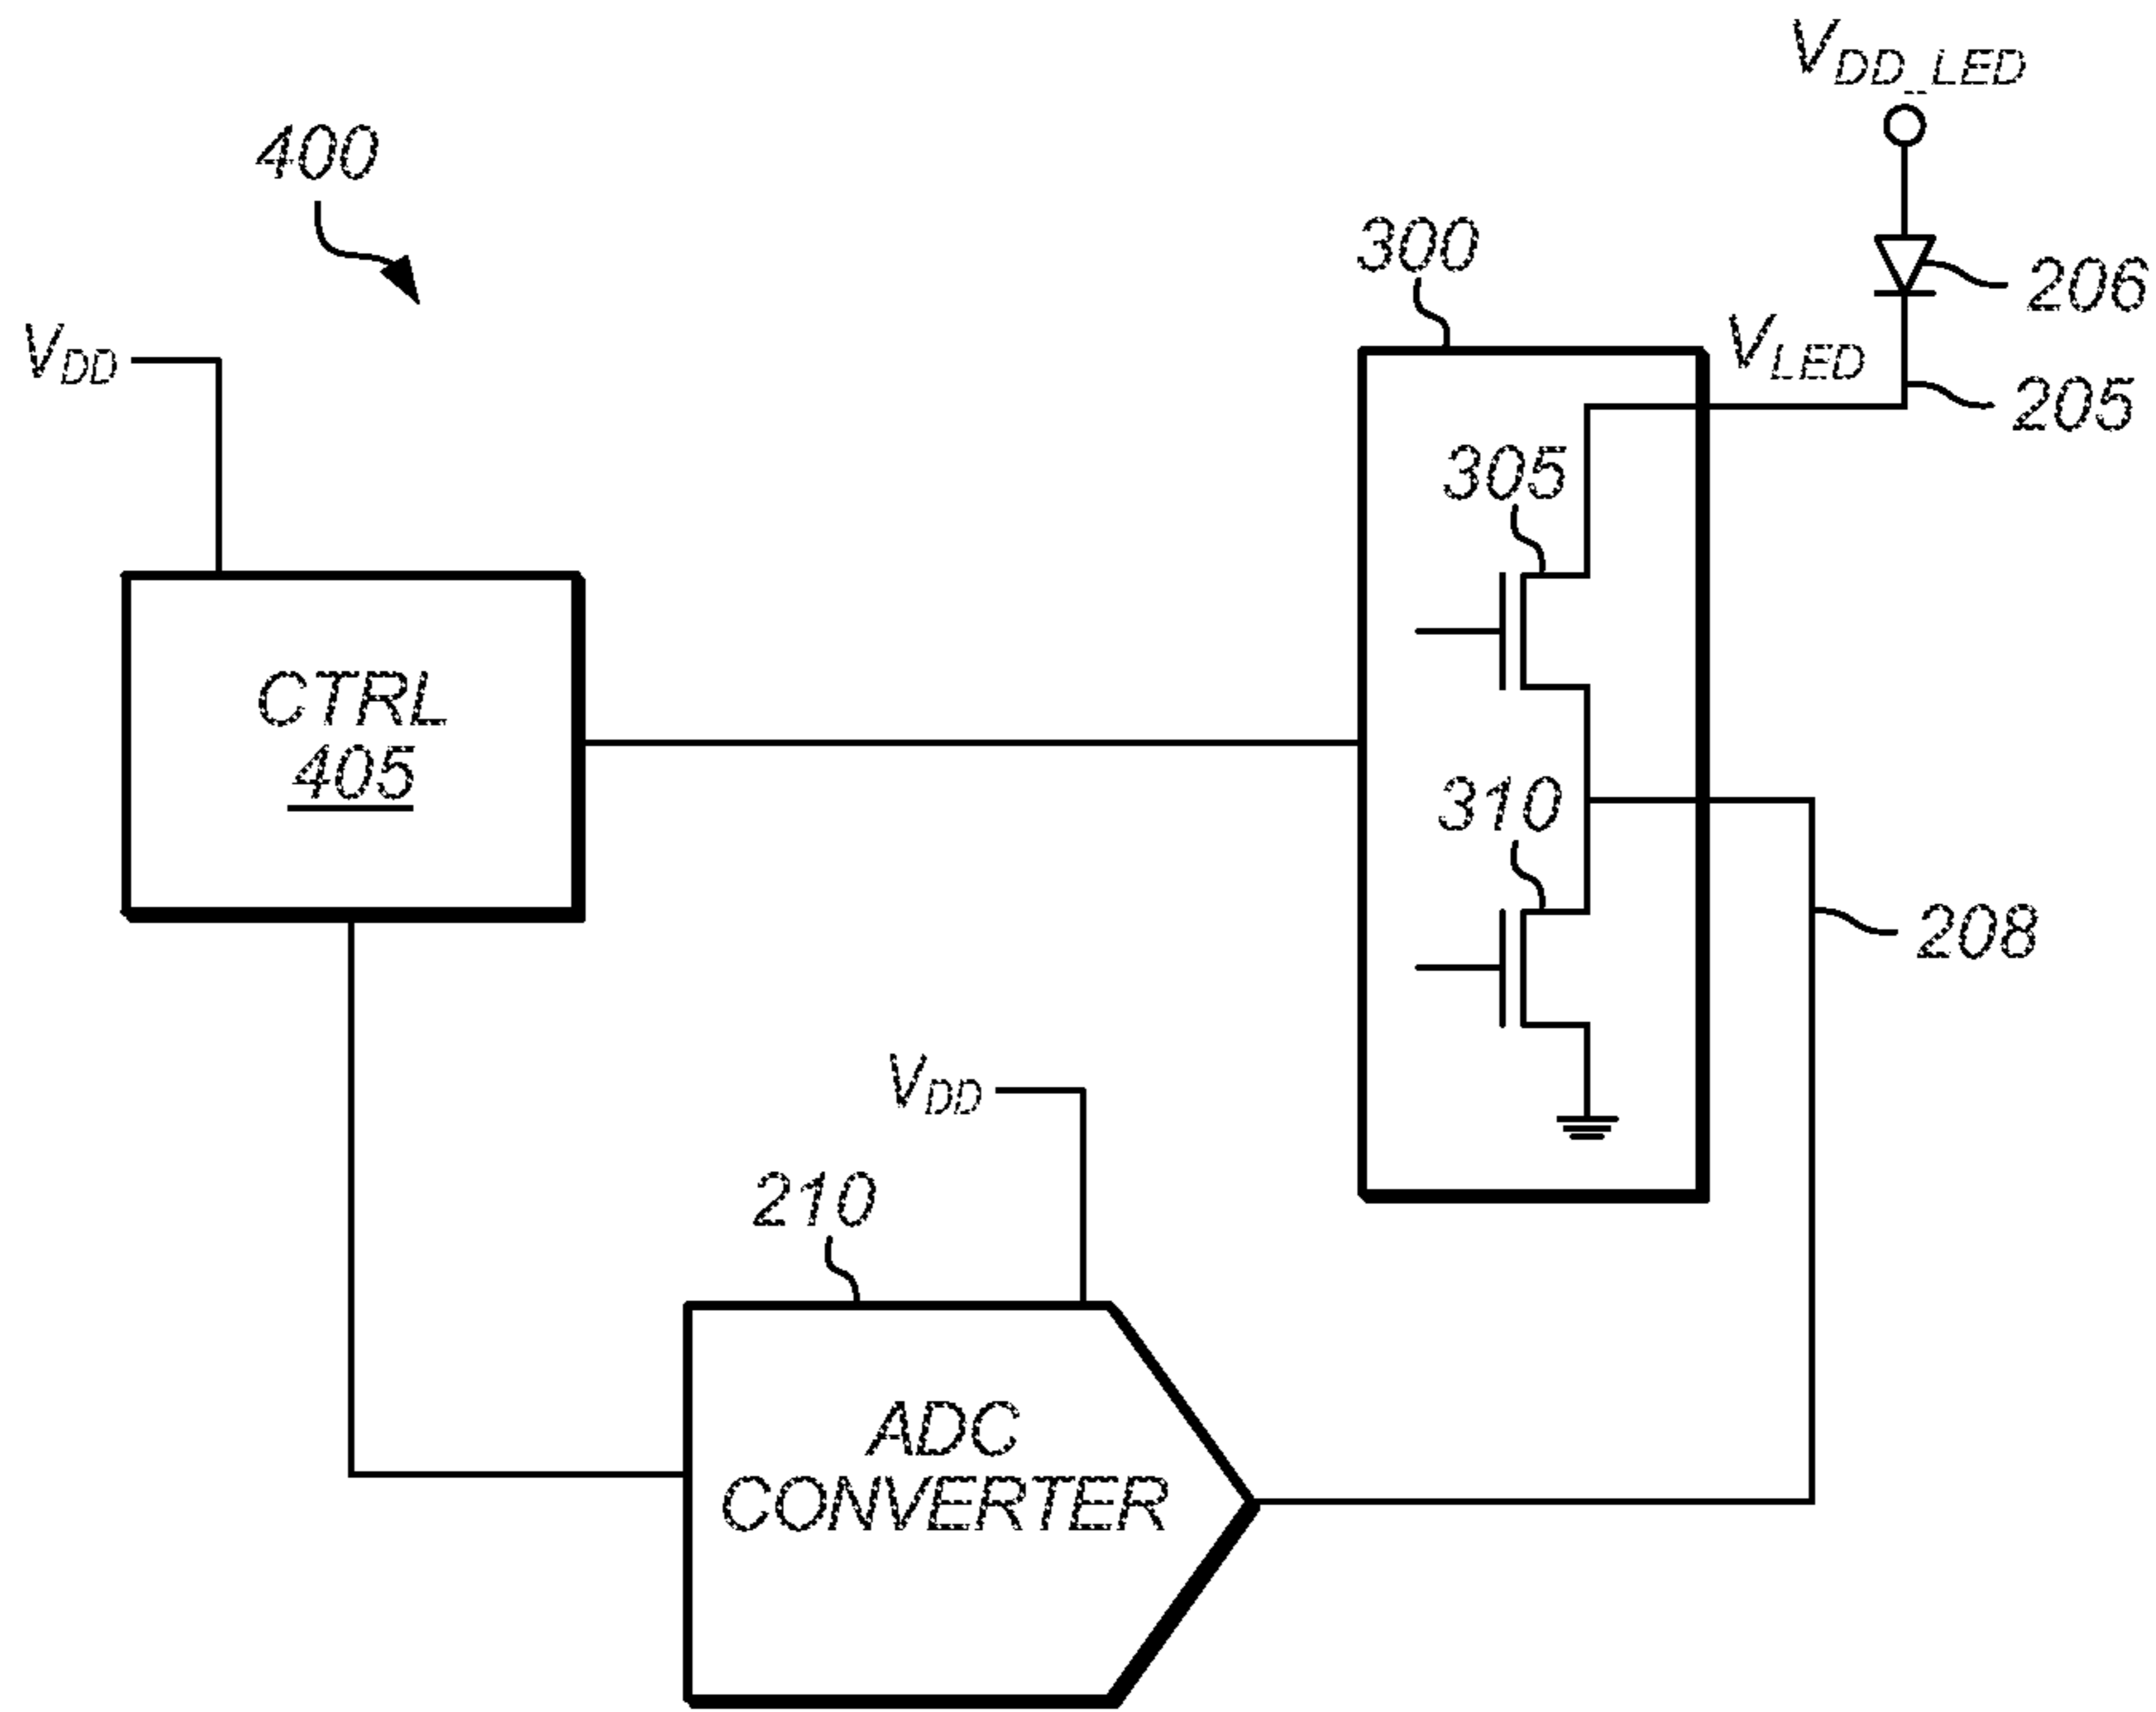 VDD_LED
400
300
206
VDD
VLED
205
305
CTRL
405
310
208
VDD
210
ADC
CONVERTER